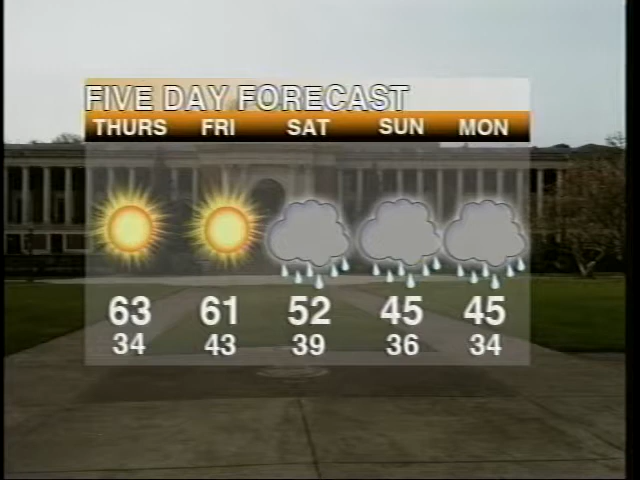 FIVE DAY FORECAST
THURS FRI SAT SUN MON
63 61 52 45 45
34 43 39 36 34